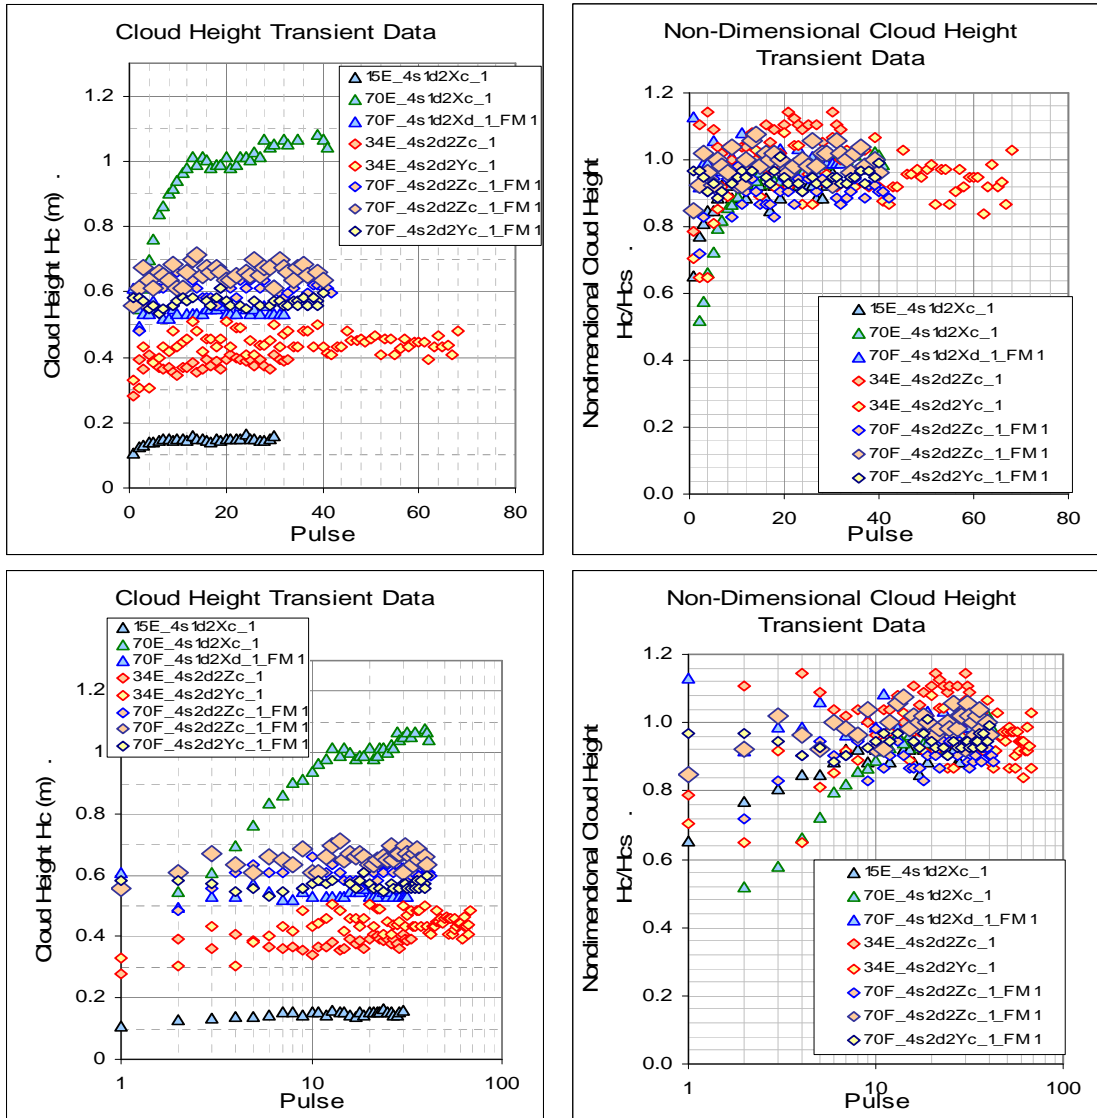 Cloud Height Transient Data
Cloud Height Hc (m) .
1.2
1
0.8
0.6
0.4
0.2
0
0
20
40
60
80
Pulse
15E_4s1d2Xc_1
70E_4s1d2Xc_1
70F_4s1d2Xd_1_FM1
34E_4s2d2Zc_1
34E_4s2d2Yc_1
70F_4s2d2Zc_1_FM1
70F_4s2d2Zc_1_FM1
70F_4s2d2Yc_1_FM1
Non-Dimensional Cloud Height
Transient Data
Nondimendional Cloud Height
Hc/Hcs .
1.2
1.0
0.8
0.6
0.4
0.2
0.0
0
20
40
60
80
Pulse
15E_4s1d2Xc_1
70E_4s1d2Xc_1
70F_4s1d2Xd_1_FM1
34E_4s2d2Zc_1
34E_4s2d2Yc_1
70F_4s2d2Zc_1_FM1
70F_4s2d2Zc_1_FM1
70F_4s2d2Yc_1_FM1
Cloud Height Transient Data
Cloud Height Hc (m) .
15E_4s1d2Xc_1
70E_4s1d2Xc_1
70F_4s1d2Xd_1_FM1
34E_4s2d2Zc_1
34E_4s2d2Yc_1
70F_4s2d2Zc_1_FM1
70F_4s2d2Zc_1_FM1
70F_4s2d2Yc_1_FM1
1.2
1
0.8
0.6
0.4
0.2
0
1
10
100
Pulse
Non-Dimensional Cloud Height
Transient Data
Nondimendional Cloud Height
Hc/Hcs .
1.2
1.0
0.8
0.6
0.4
0.2
0.0
1
10
100
Pulse
15E_4s1d2Xc_1
70E_4s1d2Xc_1
70F_4s1d2Xd_1_FM1
34E_4s2d2Zc_1
34E_4s2d2Yc_1
70F_4s2d2Zc_1_FM1
70F_4s2d2Zc_1_FM1
70F_4s2d2Yc_1_FM1